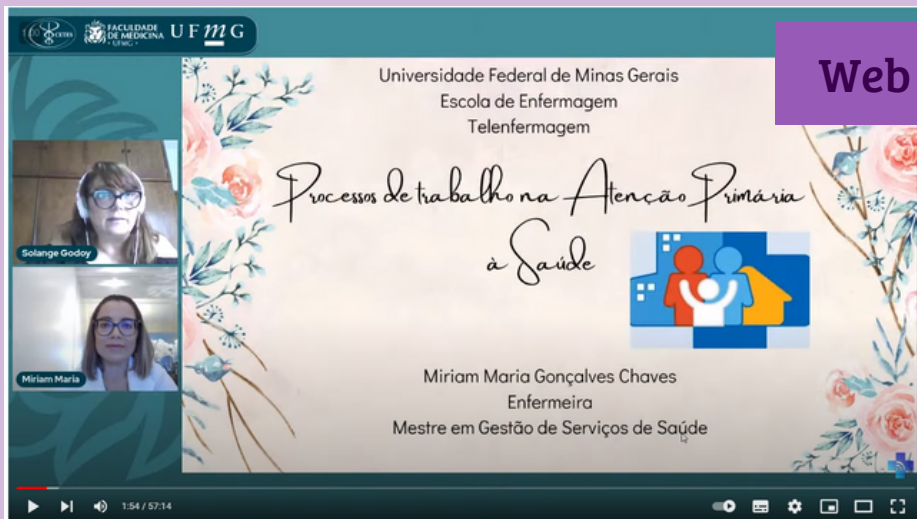 CETES
FACULDADE
DE MEDICINA
UFMG
UFMG
Web
Universidade Federal de Minas Gerais
Escola de Enfermagem
Telenfermagem
Processos de trabalho na Atenção Primária
à Saúde
Solange Godoy
Miriam Maria
Miriam Maria Gonçalves Chaves
Enfermeira
Mestre em Gestão de Serviços de Saúde
1:54 / 57:14